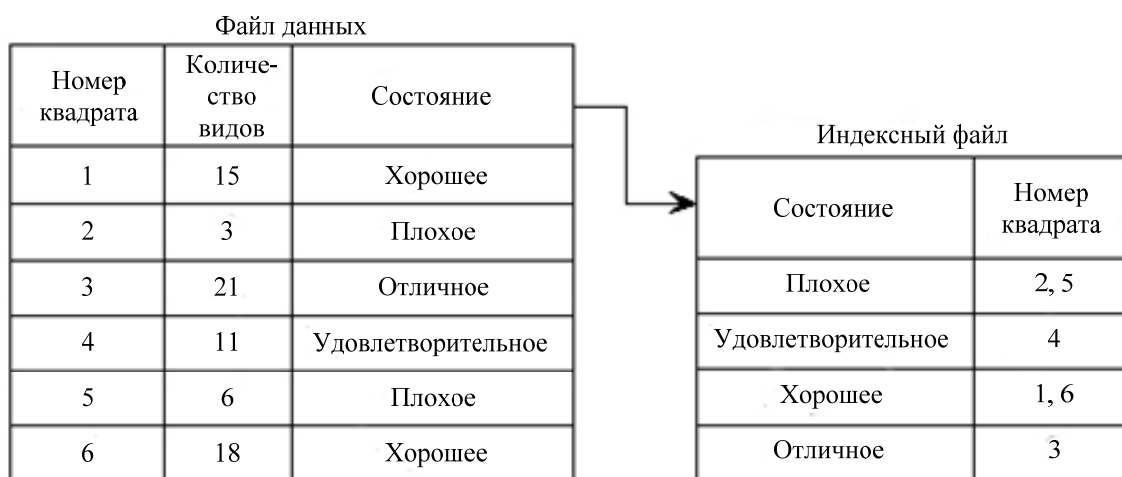 Файл данных
Номер
квадрата
Количе-
ство
видов
Состояние
1 15 Хорошее
2 3 Плохое
3 21 Отличное
4 11 Удовлетворительное
5 6 Плохое
6 18 Хорошее
Индексный файл
Состояние
Номер
квадрата
Плохое 2, 5
Удовлетворительное 4
Хорошее 1, 6
Отличное 3